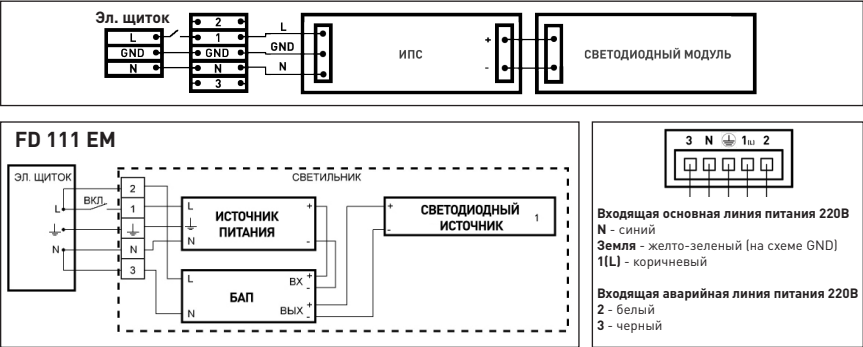 Эл. щиток
2
L
1
L
GND
GND
GND
N
N
N
3
ИПС
+
-
СВЕТОДИОДНЫЙ МОДУЛЬ
FD 111 EM
ЭЛ. ЩИТОК
СВЕТИЛЬНИК
L
ВКЛ.
N
2
1
N
3
L
N
ИСТОЧНИК
ПИТАНИЯ
+
-
L
N
БАП
ВХ
+
-
ВЫХ
+
-
+
-
СВЕТОДИОДНЫЙ
ИСТОЧНИК
1
3 N 1(L) 2
Входящая основная линия питания 220В
N - синий
Земля - желто-зеленый (на схеме GND)
1(L) - коричневый
Входящая аварийная линия питания 220В
2 - белый
3 - черный